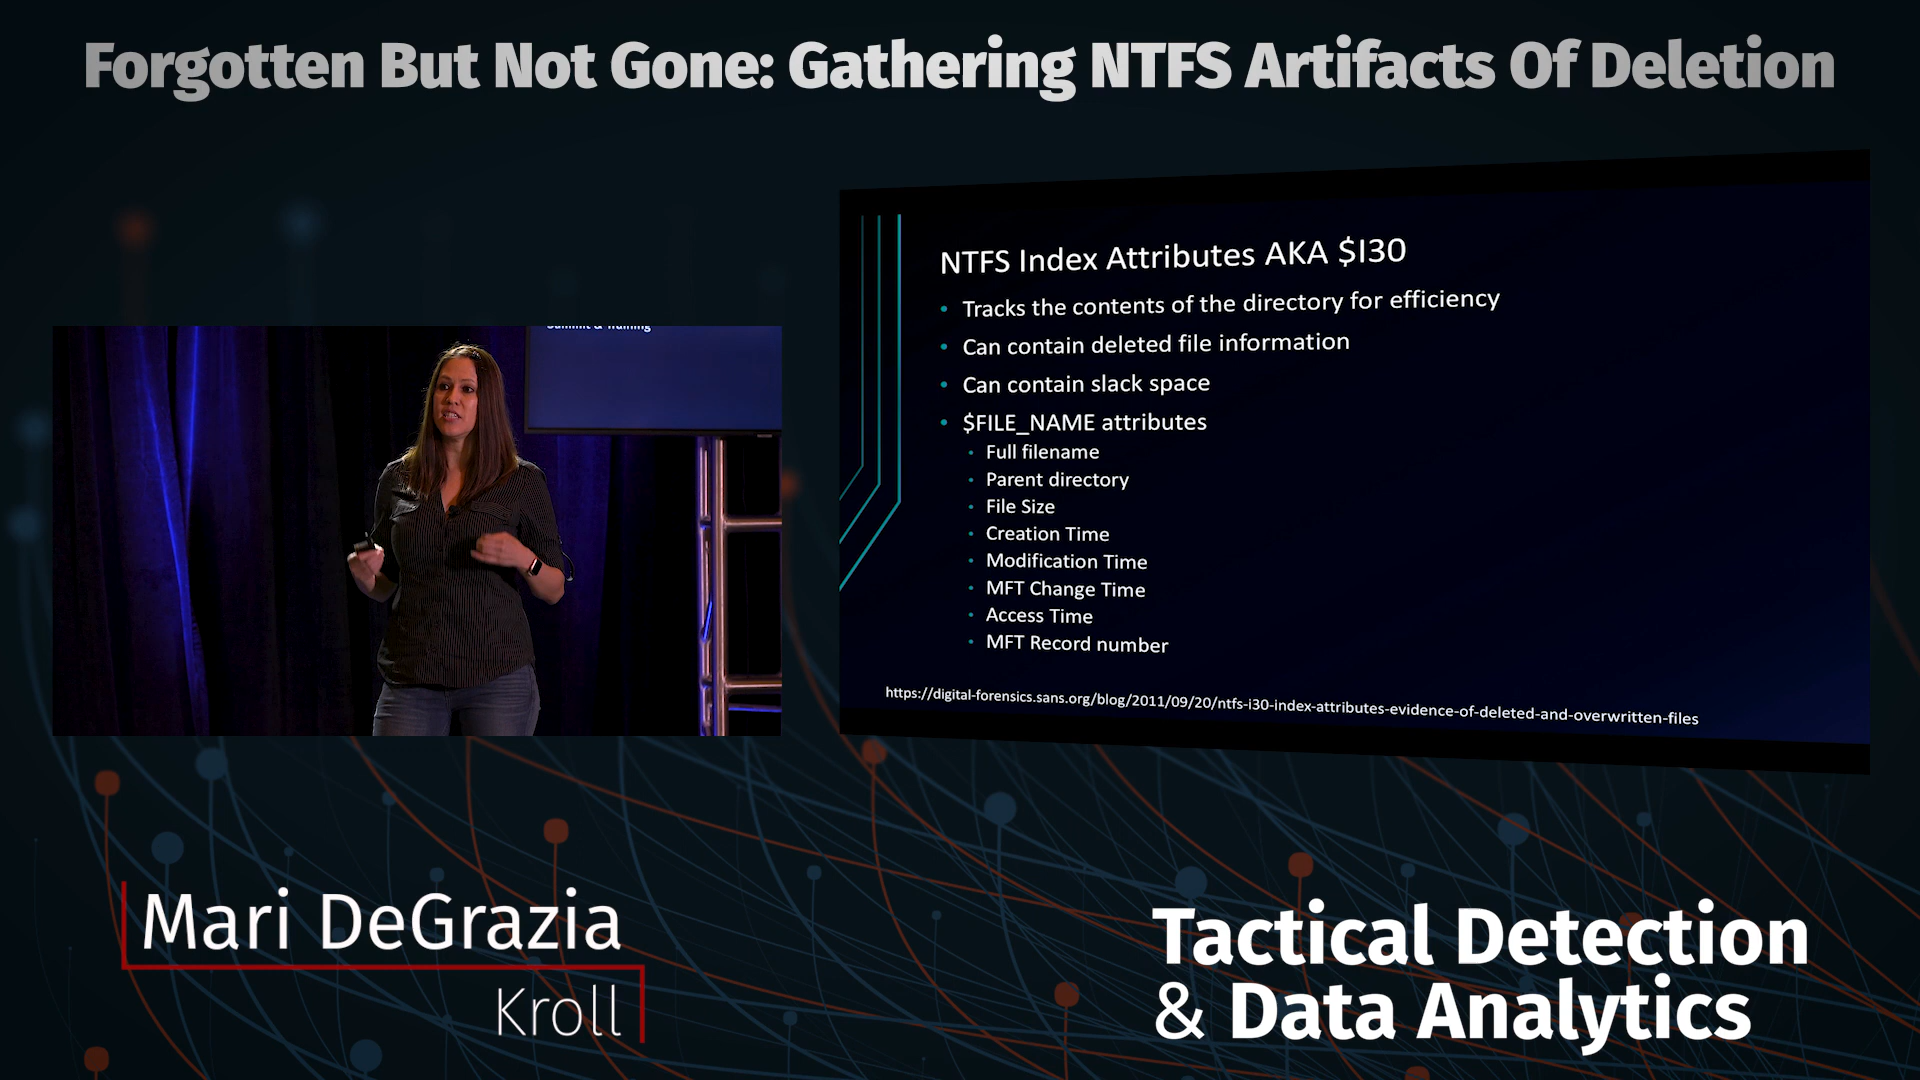 Forgotten But Not Gone: Gathering NTFS Artifacts Of Deletion
Summit & Training
NTFS Index Attributes AKA $I30
• Tracks the contents of the directory for efficiency
• Can contain deleted file information
• Can contain slack space
• $FILE_NAME attributes
• Full filename
• Parent directory
• File Size
• Creation Time
• Modification Time
• MFT Change Time
• Access Time
• MFT Record number
https://digital-forensics.sans.org/blog/2011/09/20/ntfs-i30-index-attributes-evidence-of-deleted-and-overwritten-files
Mari DeGrazia
Kroll
Tactical Detection
& Data Analytics